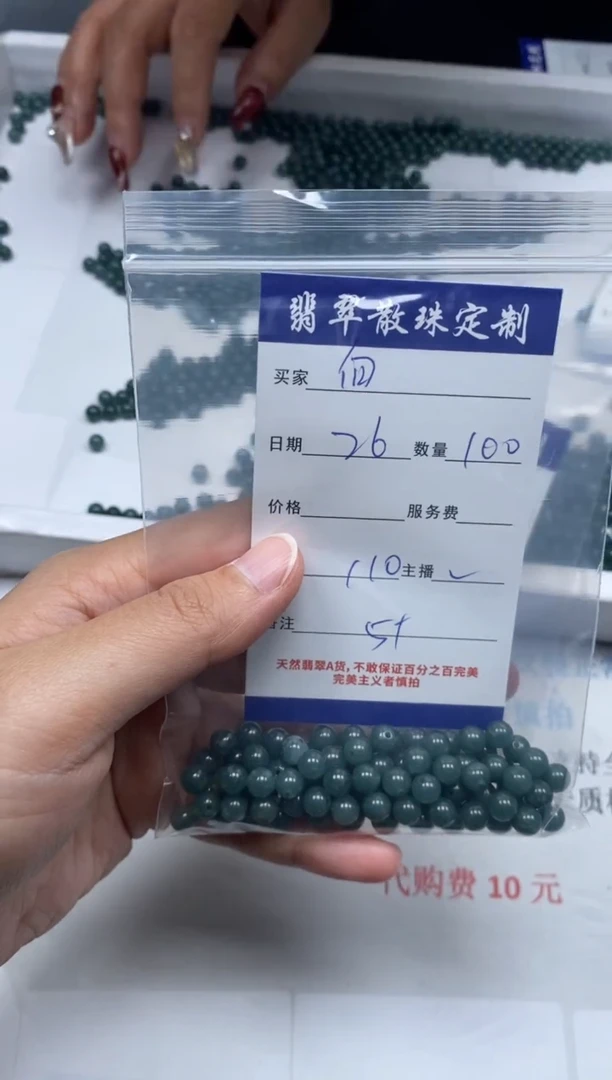 翡翠散珠定制
买家 佃
日期 26 数量 100
价格 服务费
110 主播
注 5+
天然翡翠A货，不敢保证百分之百完美
完美主义者慎拍
代购费 10 元